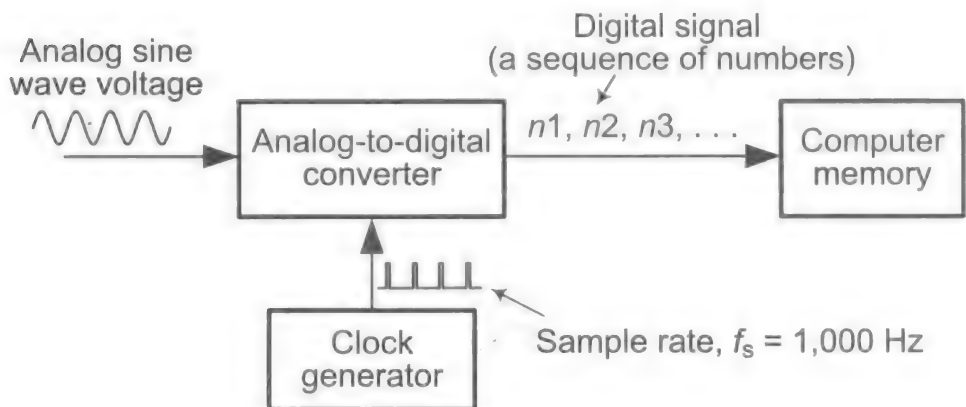 Analog sine
wave voltage
Digital signal
(a sequence of numbers)
Analog-to-digital
converter
n1, n2, n3, . . .
Computer
memory
Clock
generator
Sample rate, fs = 1,000 Hz